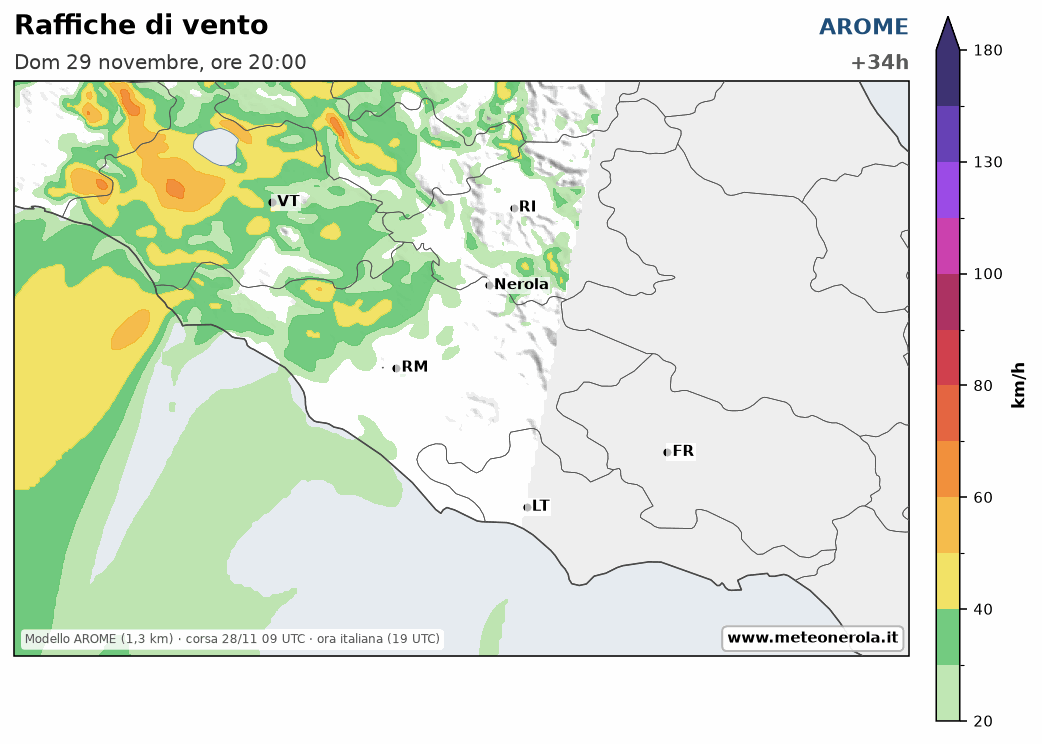 Raffiche di vento
AROME
Dom 29 novembre, ore 20:00
+34h
180
130
100
80
60
40
20
km/h
VT
RI
Nerola
RM
FR
LT
Modello AROME (1,3 km) · corsa 28/11 09 UTC · ora italiana (19 UTC)
www.meteonerola.it